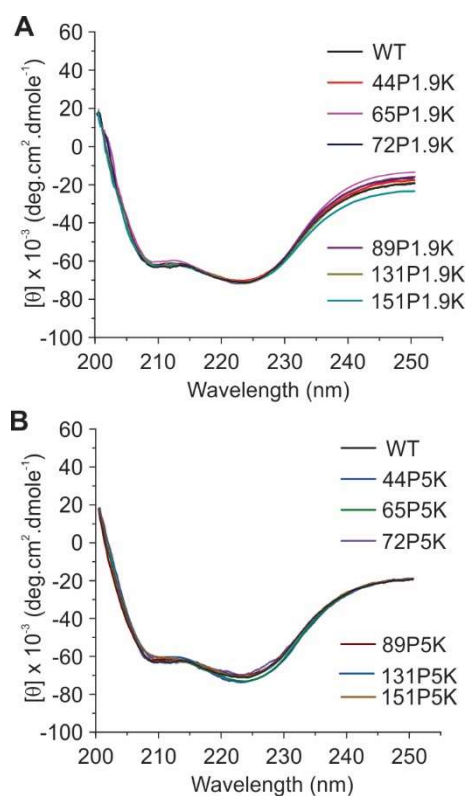 A
60
40
20
0
-20
-40
-60
-80
-100
[θ] x 10⁻³ (deg.cm².dmole⁻¹)
WT
44P1.9K
65P1.9K
72P1.9K
89P1.9K
131P1.9K
151P1.9K
200 210 220 230 240 250
Wavelength (nm)
B
60
40
20
0
-20
-40
-60
-80
-100
[θ] x 10⁻³ (deg.cm².dmole⁻¹)
WT
44P5K
65P5K
72P5K
89P5K
131P5K
151P5K
200 210 220 230 240 250
Wavelength (nm)